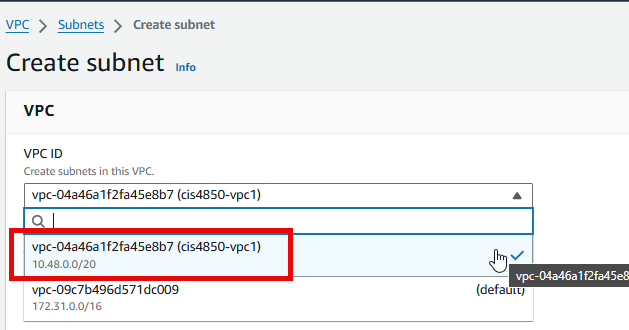 VPC > Subnets > Create subnet
Create subnet Info
VPC
VPC ID
Create subnets in this VPC.
vpc-04a46a1f2fa45e8b7 (cis4850-vpc1)
vpc-04a46a1f2fa45e8b7 (cis4850-vpc1)
10.48.0.0/20
vpc-04a46a1f2fa45e8
vpc-09c7b496d571dc009 (default)
172.31.0.0/16